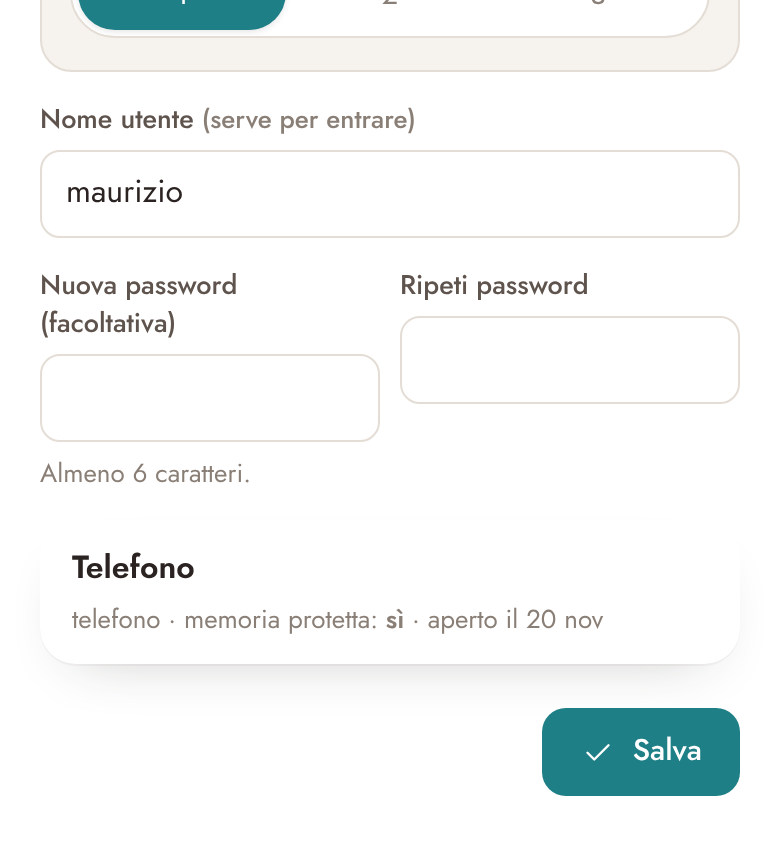 Nome utente (serve per entrare)
maurizio
Nuova password
(facoltativa)
Ripeti password
Almeno 6 caratteri.
Telefono
telefono · memoria protetta: sì · aperto il 20 nov
Salva